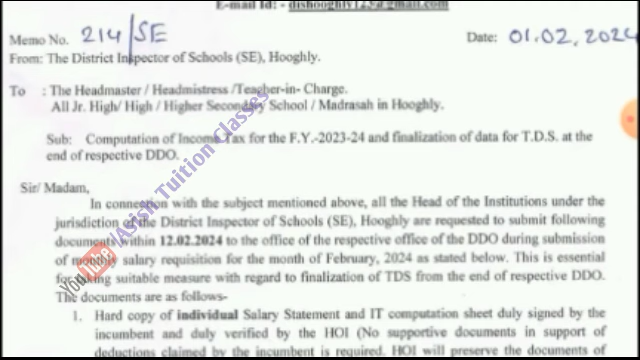 E-mail Id: - dishooghly123@gmail.com
Memo No. 214/SE Date: 01.02.2024
From: The District Inspector of Schools (SE), Hooghly.
To : The Headmaster / Headmistress /Teacher-in- Charge.
All Jr. High/ High / Higher Secondary School / Madrasah in Hooghly.
Sub: Computation of Income Tax for the F.Y.-2023-24 and finalization of data for T.D.S. at the
end of respective DDO.
Sir/ Madam,
In connection with the subject mentioned above, all the Head of the Institutions under the
jurisdiction of the District Inspector of Schools (SE), Hooghly are requested to submit following
documents within 12.02.2024 to the office of the respective office of the DDO during submission
of monthly salary requisition for the month of February, 2024 as stated below. This is essential
for taking suitable measure with regard to finalization of TDS from the end of respective DDO.
The documents are as follows-
1. Hard copy of individual Salary Statement and IT computation sheet duly signed by the
incumbent and duly verified by the HOI (No supportive documents in support of
deductions claimed by the incumbent is required. HOI will preserve the documents of
YouTube/Asish Tuition Classes